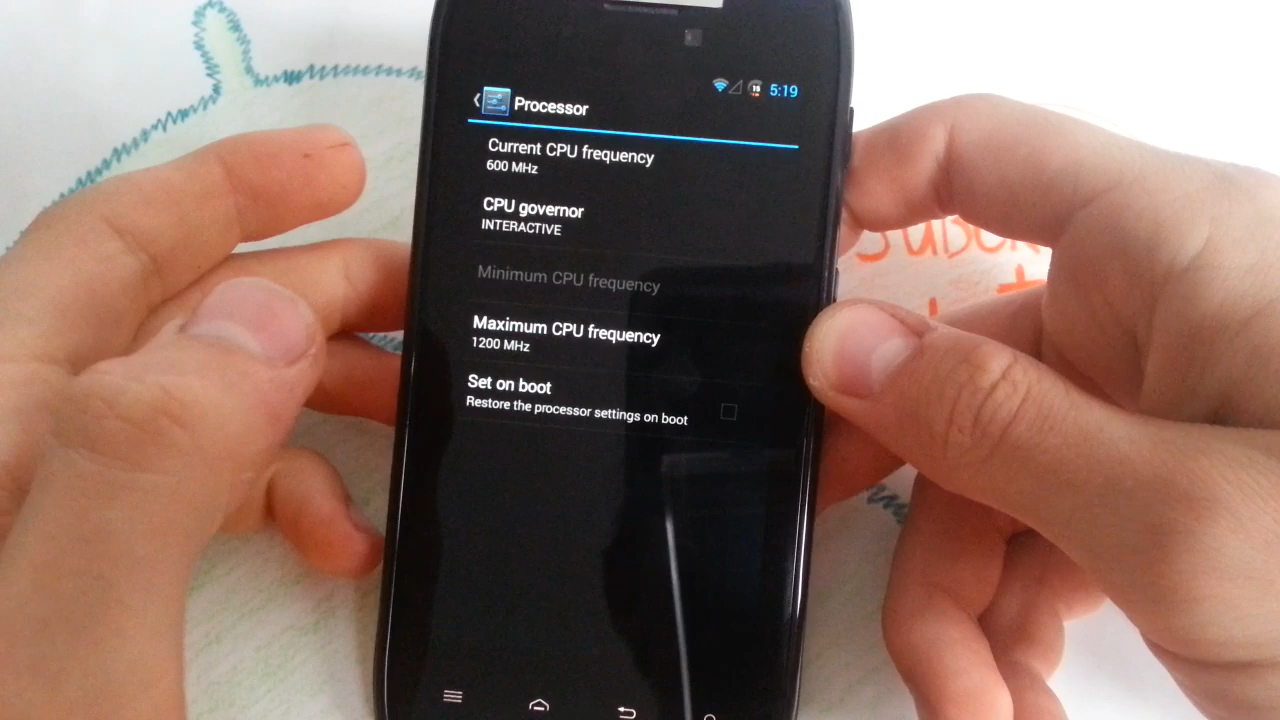 15 5:19
Processor
Current CPU frequency
600 MHz
CPU governor
INTERACTIVE
Minimum CPU frequency
Maximum CPU frequency
1200 MHz
Set on boot
Restore the processor settings on boot